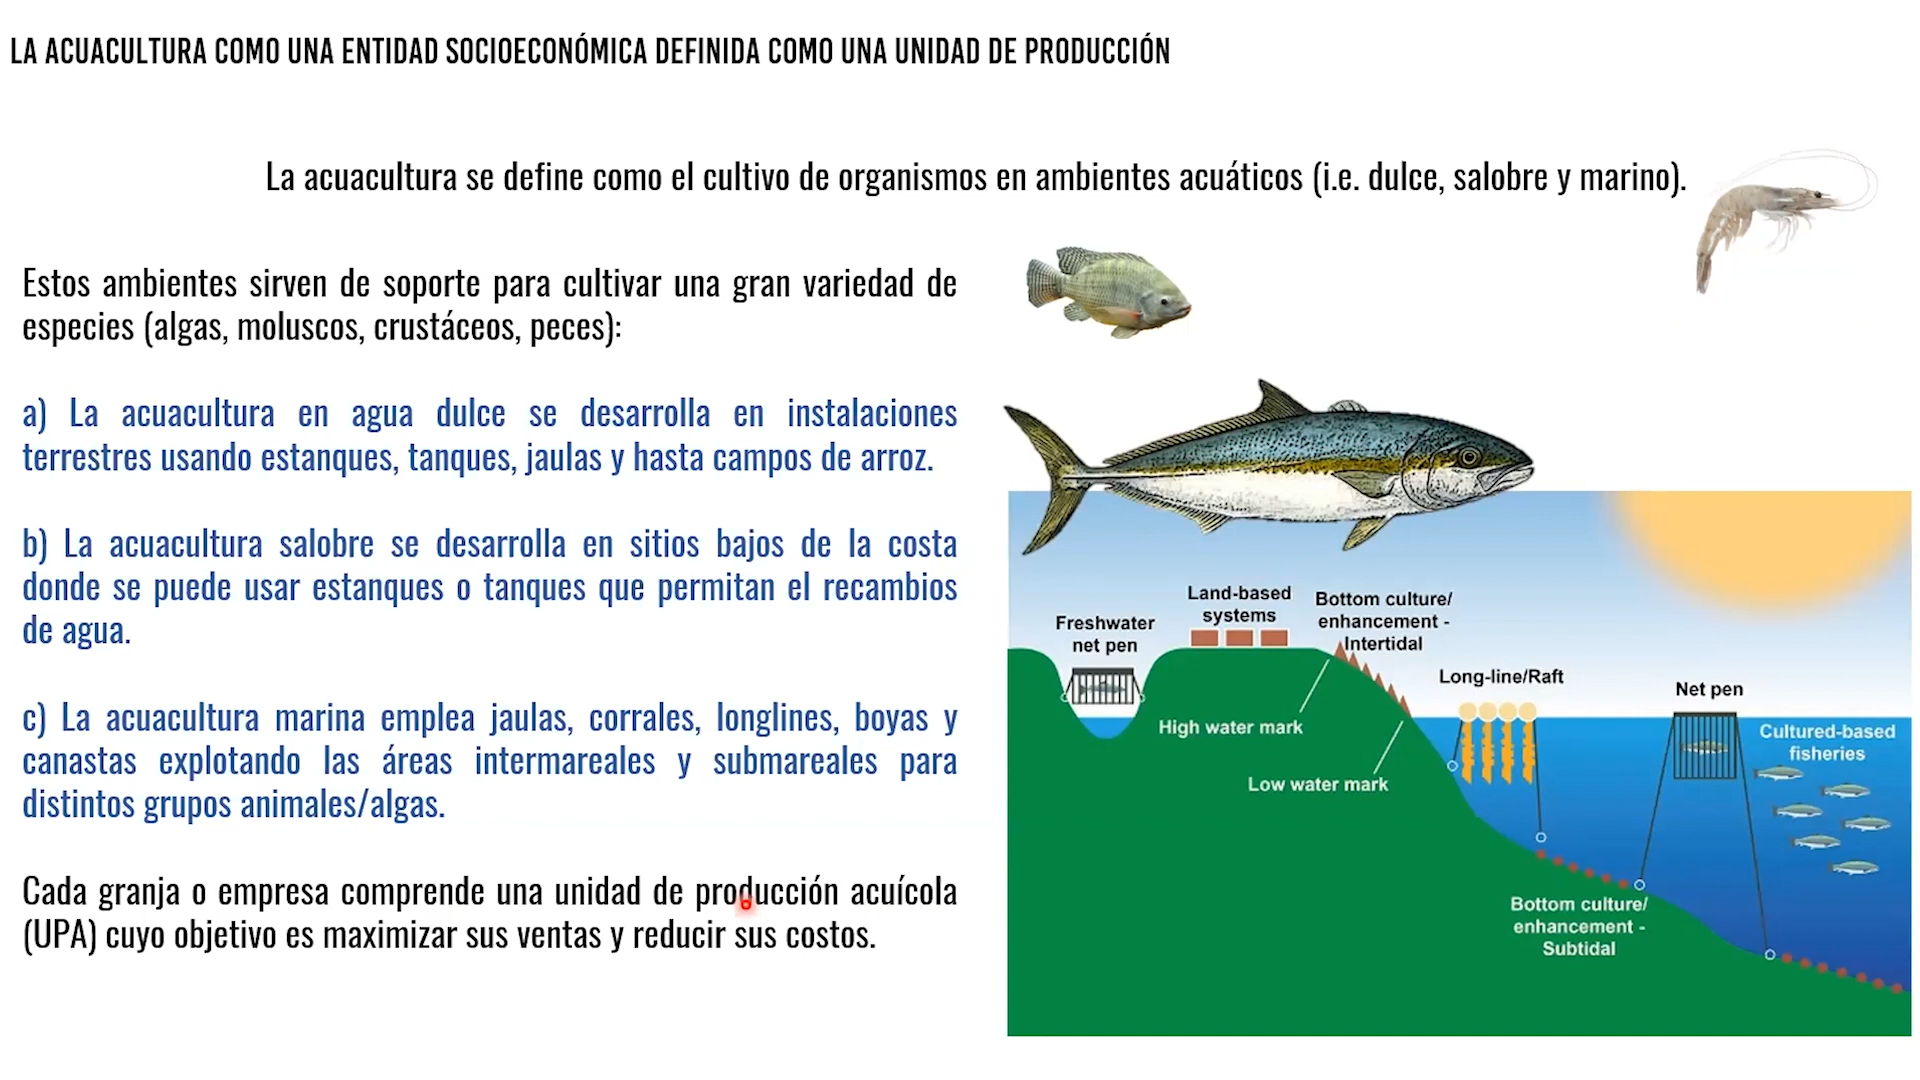 LA ACUACULTURA COMO UNA ENTIDAD SOCIOECONÓMICA DEFINIDA COMO UNA UNIDAD DE PRODUCCIÓN
La acuacultura se define como el cultivo de organismos en ambientes acuáticos (i.e. dulce, salobre y marino).
Estos ambientes sirven de soporte para cultivar una gran variedad de
especies (algas, moluscos, crustáceos, peces):
a) La acuacultura en agua dulce se desarrolla en instalaciones
terrestres usando estanques, tanques, jaulas y hasta campos de arroz.
b) La acuacultura salobre se desarrolla en sitios bajos de la costa
donde se puede usar estanques o tanques que permitan el recambios
de agua.
c) La acuacultura marina emplea jaulas, corrales, longlines, boyas y
canastas explotando las áreas intermareales y submareales para
distintos grupos animales/algas.
Cada granja o empresa comprende una unidad de producción acuícola
(UPA) cuyo objetivo es maximizar sus ventas y reducir sus costos.
Freshwater
net pen
Land-based
systems
Bottom culture/
enhancement -
Intertidal
Long-line/Raft
Net pen
High water mark
Low water mark
Cultured-based
fisheries
Bottom culture/
enhancement -
Subtidal